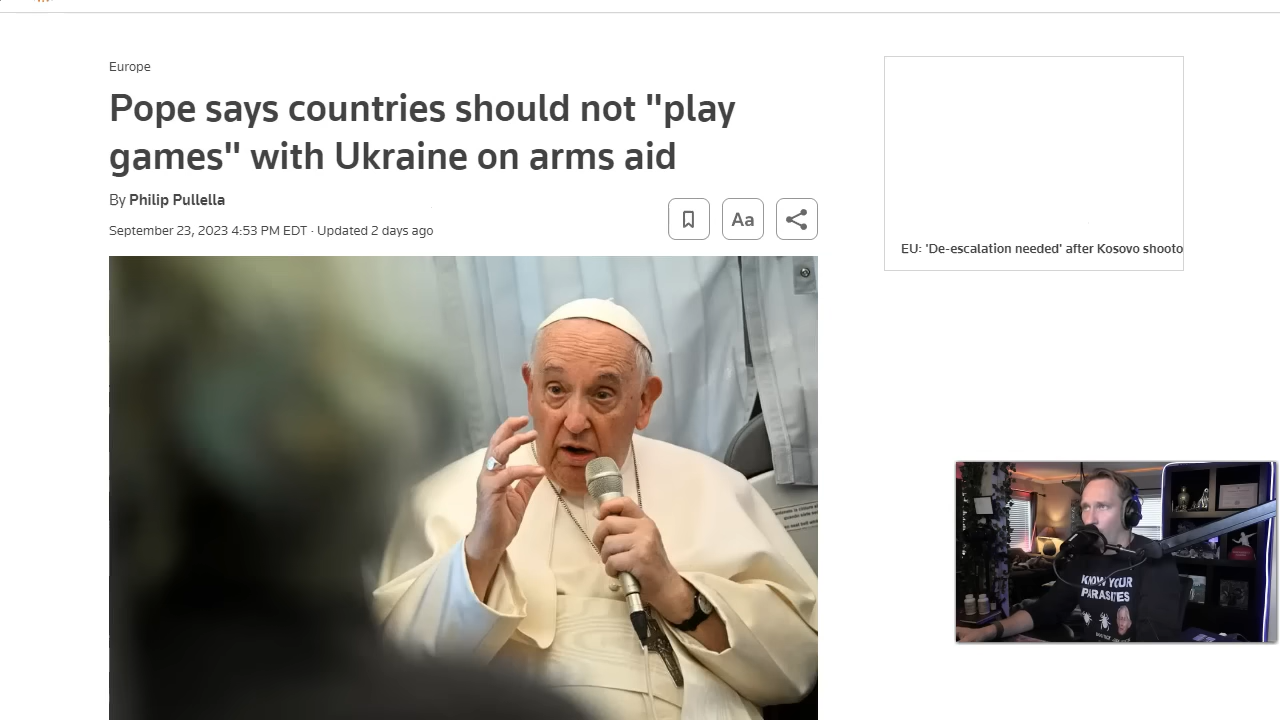 Europe
Pope says countries should not "play
games" with Ukraine on arms aid
By Philip Pullella
September 23, 2023 4:53 PM EDT · Updated 2 days ago
Aa
EU: 'De-escalation needed' after Kosovo shooto
KNOW YOUR
PARASITES